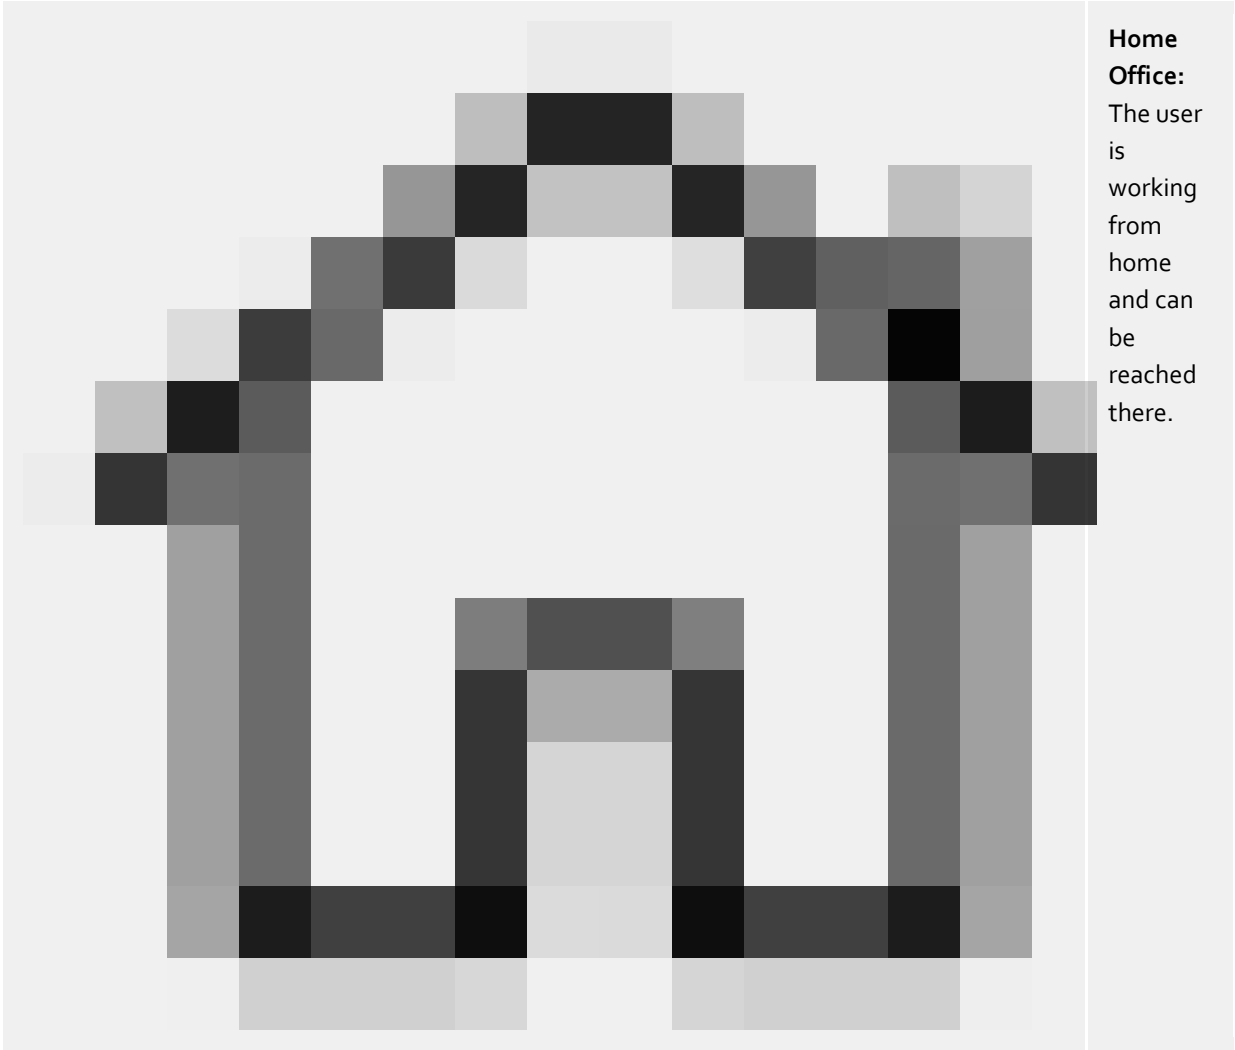 Home
Office:
The user
is
working
from
home
and can
be
reached
there.